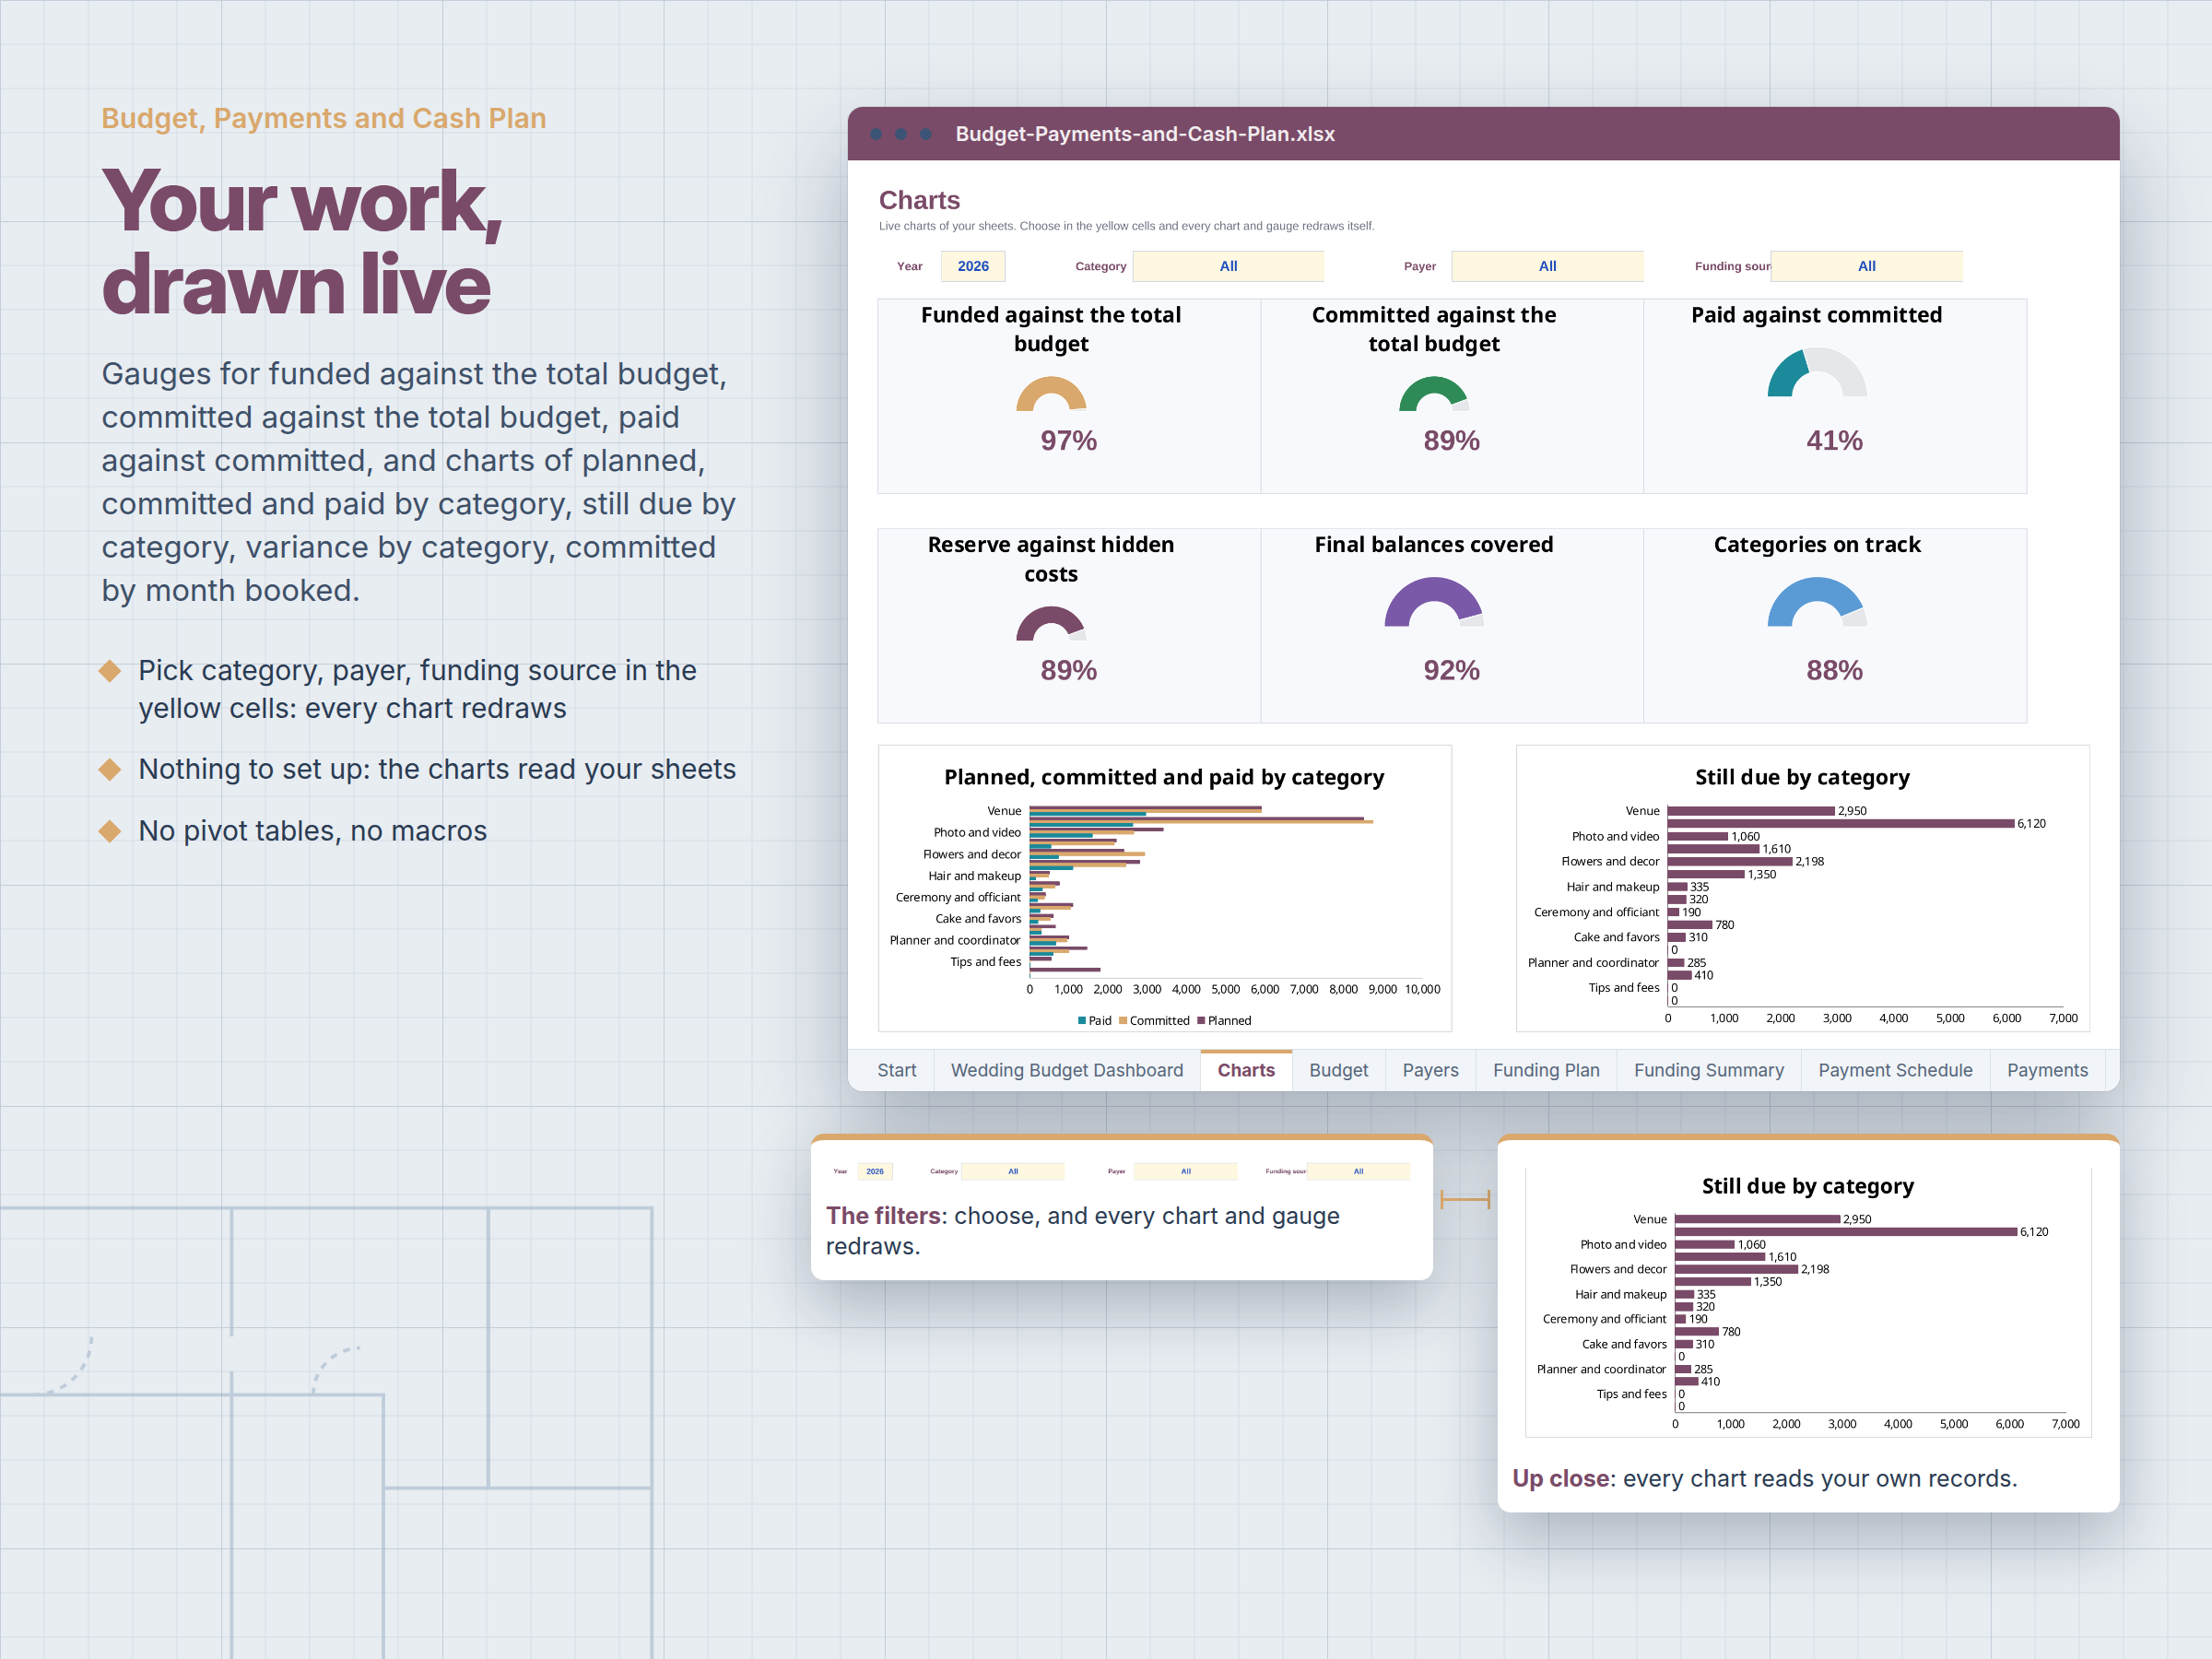 Budget, Payments and Cash Plan
Your work,
drawn live
Gauges for funded against the total budget,
committed against the total budget, paid
against committed, and charts of planned,
committed and paid by category, still due by
category, variance by category, committed
by month booked.
Pick category, payer, funding source in the
yellow cells: every chart redraws
Nothing to set up: the charts read your sheets
No pivot tables, no macros
Budget-Payments-and-Cash-Plan.xlsx
Charts
Live charts of your sheets. Choose in the yellow cells and every chart and gauge redraws itself.
Year 2026 Category All Payer All Funding sour All
Funded against the total
budget
97%
Committed against the
total budget
89%
Paid against committed
41%
Reserve against hidden
costs
89%
Final balances covered
92%
Categories on track
88%
Planned, committed and paid by category
Venue
Photo and video
Flowers and decor
Hair and makeup
Ceremony and officiant
Cake and favors
Planner and coordinator
Tips and fees
0 1,000 2,000 3,000 4,000 5,000 6,000 7,000 8,000 9,000 10,000
Paid Committed Planned
Still due by category
Venue 2,950
6,120
Photo and video 1,060
1,610
Flowers and decor 2,198
1,350
Hair and makeup 335
320
Ceremony and officiant 190
780
Cake and favors 310
0
Planner and coordinator 285
410
Tips and fees 0
0
0 1,000 2,000 3,000 4,000 5,000 6,000 7,000
Start Wedding Budget Dashboard Charts Budget Payers Funding Plan Funding Summary Payment Schedule Payments
Year 2026 Category All Payer All Funding sour All
The filters: choose, and every chart and gauge
redraws.
Still due by category
Venue 2,950
6,120
Photo and video 1,060
1,610
Flowers and decor 2,198
1,350
Hair and makeup 335
320
Ceremony and officiant 190
780
Cake and favors 310
0
Planner and coordinator 285
410
Tips and fees 0
0
0 1,000 2,000 3,000 4,000 5,000 6,000 7,000
Up close: every chart reads your own records.